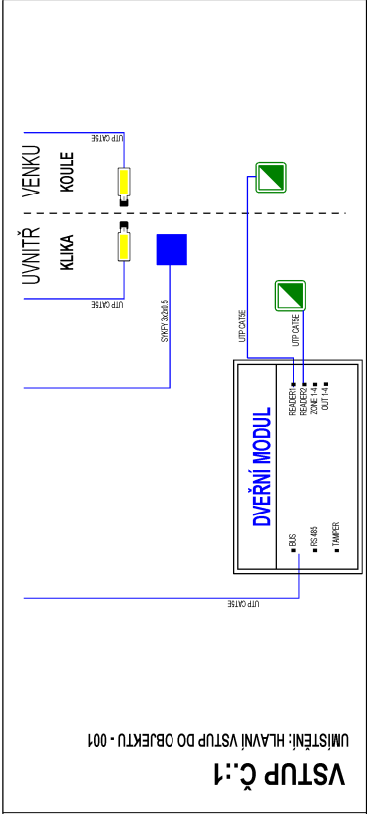 VENKU
KOULE
UVNITŘ
KLIKA
UTP CAT5E
UTP CAT5E
SYKFY 3x2x0.5
UTP CAT5E
UTP CAT5E
DVEŘNÍ MODUL
READER1
READER2
ZONE 1-4
OUT 1-4
BUS
RS 485
TAMPER
UTP CAT5E
UMÍSTĚNÍ: HLAVNÍ VSTUP DO OBJEKTU - 001
VSTUP Č.:1